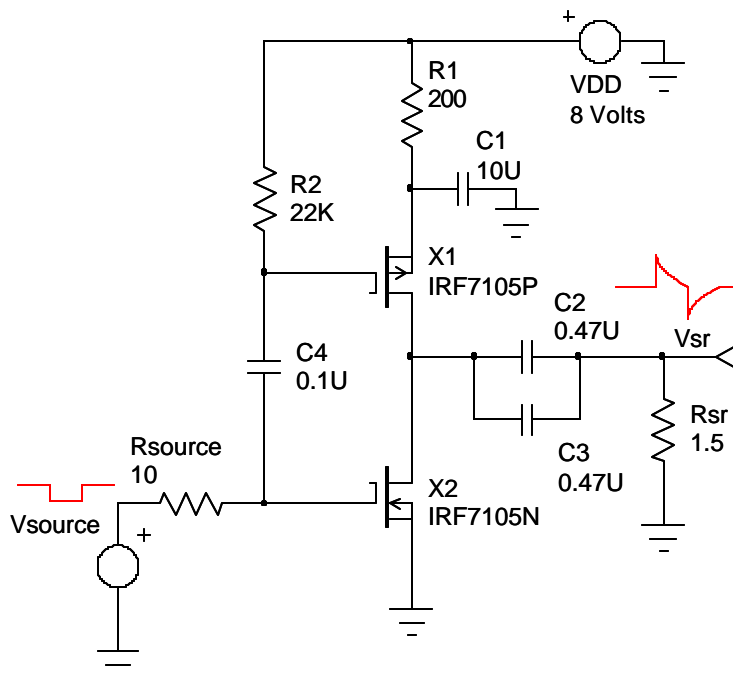 +
VDD
8 Volts
R1
200
C1
10U
R2
22K
X1
IRF7105P
C2
0.47U
Vsr
C4
0.1U
Rsource
10
C3
0.47U
Rsr
1.5
X2
IRF7105N
Vsource
+